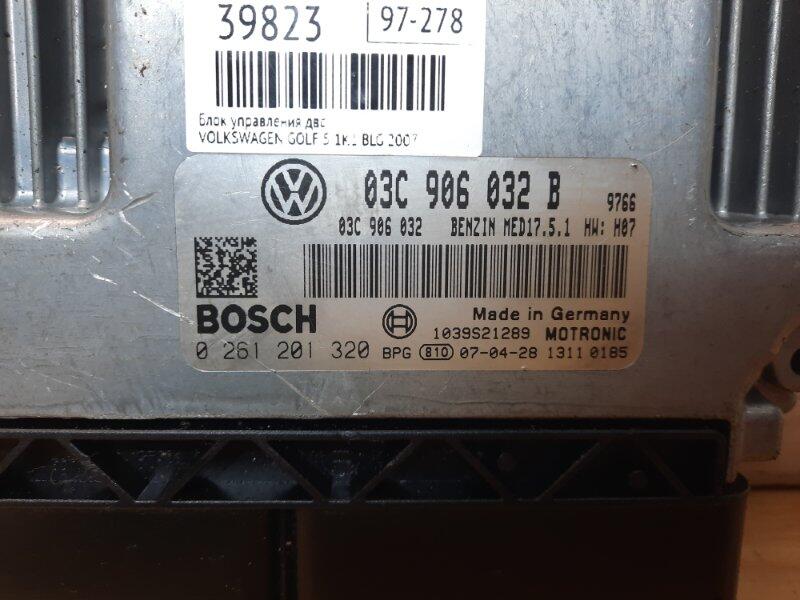 39823 97-278
Блок управления двс
VOLKSWAGEN GOLF 5 1K1 BLG 2007
03C 906 032 B 9766
03C 906 032 BENZIN MED17.5.1 HW: H07
BOSCH Made in Germany
1039S21289 MOTRONIC
0 261 201 320 BPG 810 07-04-28 1311 0185